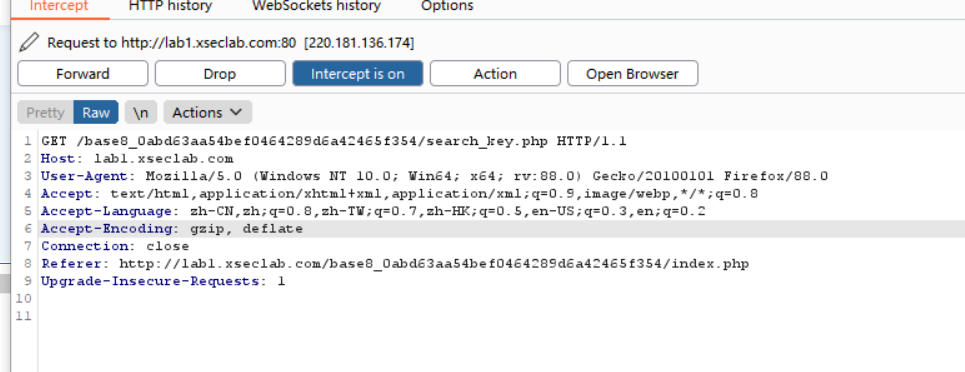 Intercept HTTP history WebSockets history Options
Request to http://lab1.xseclab.com:80 [220.181.136.174]
Forward Drop Intercept is on Action Open Browser
Pretty Raw \n Actions
1 GET /base8_0abd63aa54bef0464289d6a42465f354/search_key.php HTTP/1.1
2 Host: lab1.xseclab.com
3 User-Agent: Mozilla/5.0 (Windows NT 10.0; Win64; x64; rv:88.0) Gecko/20100101 Firefox/88.0
4 Accept: text/html,application/xhtml+xml,application/xml;q=0.9,image/webp,*/*;q=0.8
5 Accept-Language: zh-CN,zh;q=0.8,zh-TW;q=0.7,zh-HK;q=0.5,en-US;q=0.3,en;q=0.2
6 Accept-Encoding: gzip, deflate
7 Connection: close
8 Referer: http://lab1.xseclab.com/base8_0abd63aa54bef0464289d6a42465f354/index.php
9 Upgrade-Insecure-Requests: 1
10
11